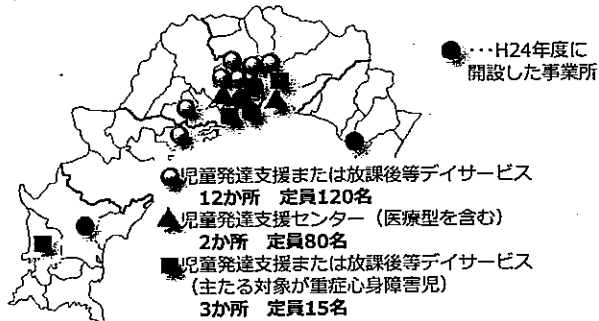 ●･･･H24年度に
開設した事業所
児童発達支援または放課後等デイサービス
12か所　定員120名
▲児童発達支援センター（医療型を含む）
2か所　定員80名
■児童発達支援または放課後等デイサービス
（主たる対象が重症心身障害児）
3か所　定員15名